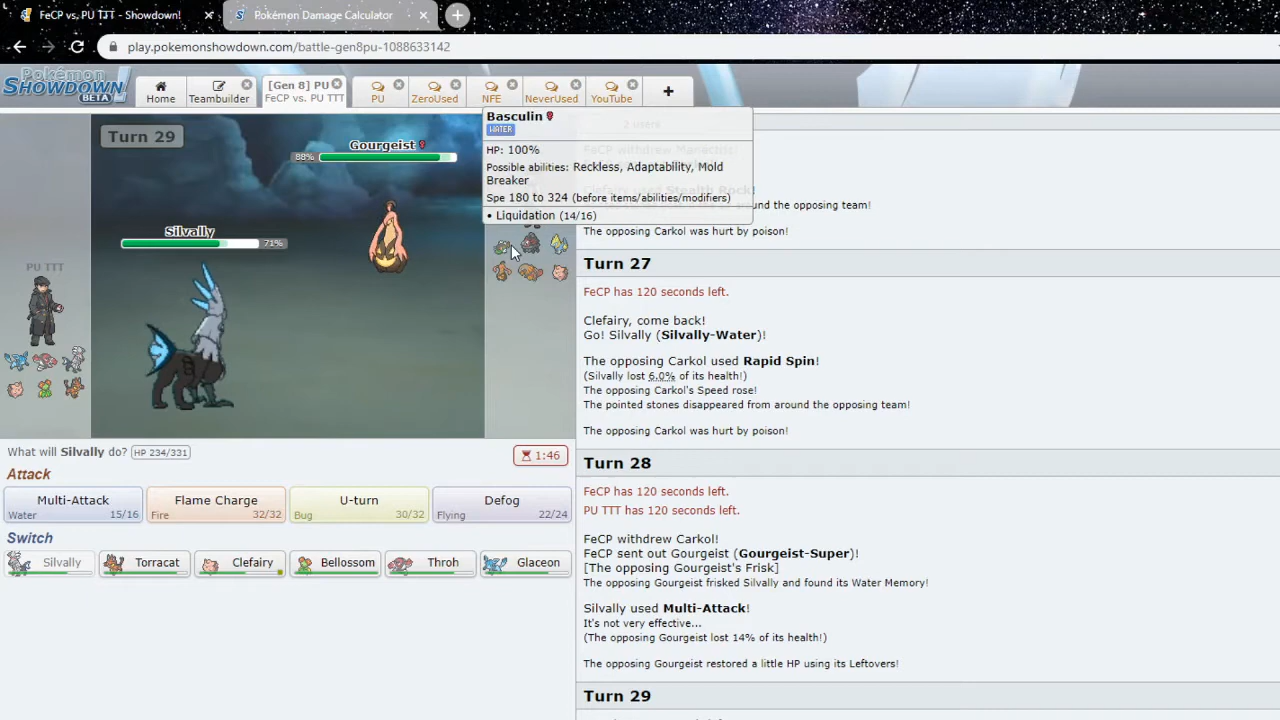 FeCP vs. PU TTT - Showdown!
Pokémon Damage Calculator
play.pokemonshowdown.com/battle-gen8pu-1088633142
Pokémon
SHOWDOWN
BETA
Home
Teambuilder
[Gen 8] PU
FeCP vs. PU TTT
PU
ZeroUsed
NFE
NeverUsed
YouTube
Turn 29
Gourgeist
88%
Silvally
71%
PU TTT
Basculin
WATER
HP: 100%
Possible abilities: Reckless, Adaptability, Mold
Breaker
Spe 180 to 324 (before items/abilities/modifiers)
• Liquidation (14/16)
2 users
FeCP withdrew Manectric!
The opposing Carkol was hurt by poison!
Turn 27
FeCP has 120 seconds left.
Clefairy, come back!
Go! Silvally (Silvally-Water)!
The opposing Carkol used Rapid Spin!
(Silvally lost 6.0% of its health!)
The opposing Carkol's Speed rose!
The pointed stones disappeared from around the opposing team!
The opposing Carkol was hurt by poison!
Turn 28
FeCP has 120 seconds left.
PU TTT has 120 seconds left.
FeCP withdrew Carkol!
FeCP sent out Gourgeist (Gourgeist-Super)!
[The opposing Gourgeist's Frisk]
The opposing Gourgeist frisked Silvally and found its Water Memory!
Silvally used Multi-Attack!
It's not very effective...
(The opposing Gourgeist lost 14% of its health!)
The opposing Gourgeist restored a little HP using its Leftovers!
Turn 29
What will Silvally do? HP 234/331
1:46
Attack
Multi-Attack
Water 15/16
Flame Charge
Fire 32/32
U-turn
Bug 30/32
Defog
Flying 22/24
Switch
Silvally
Torracat
Clefairy
Bellossom
Throh
Glaceon